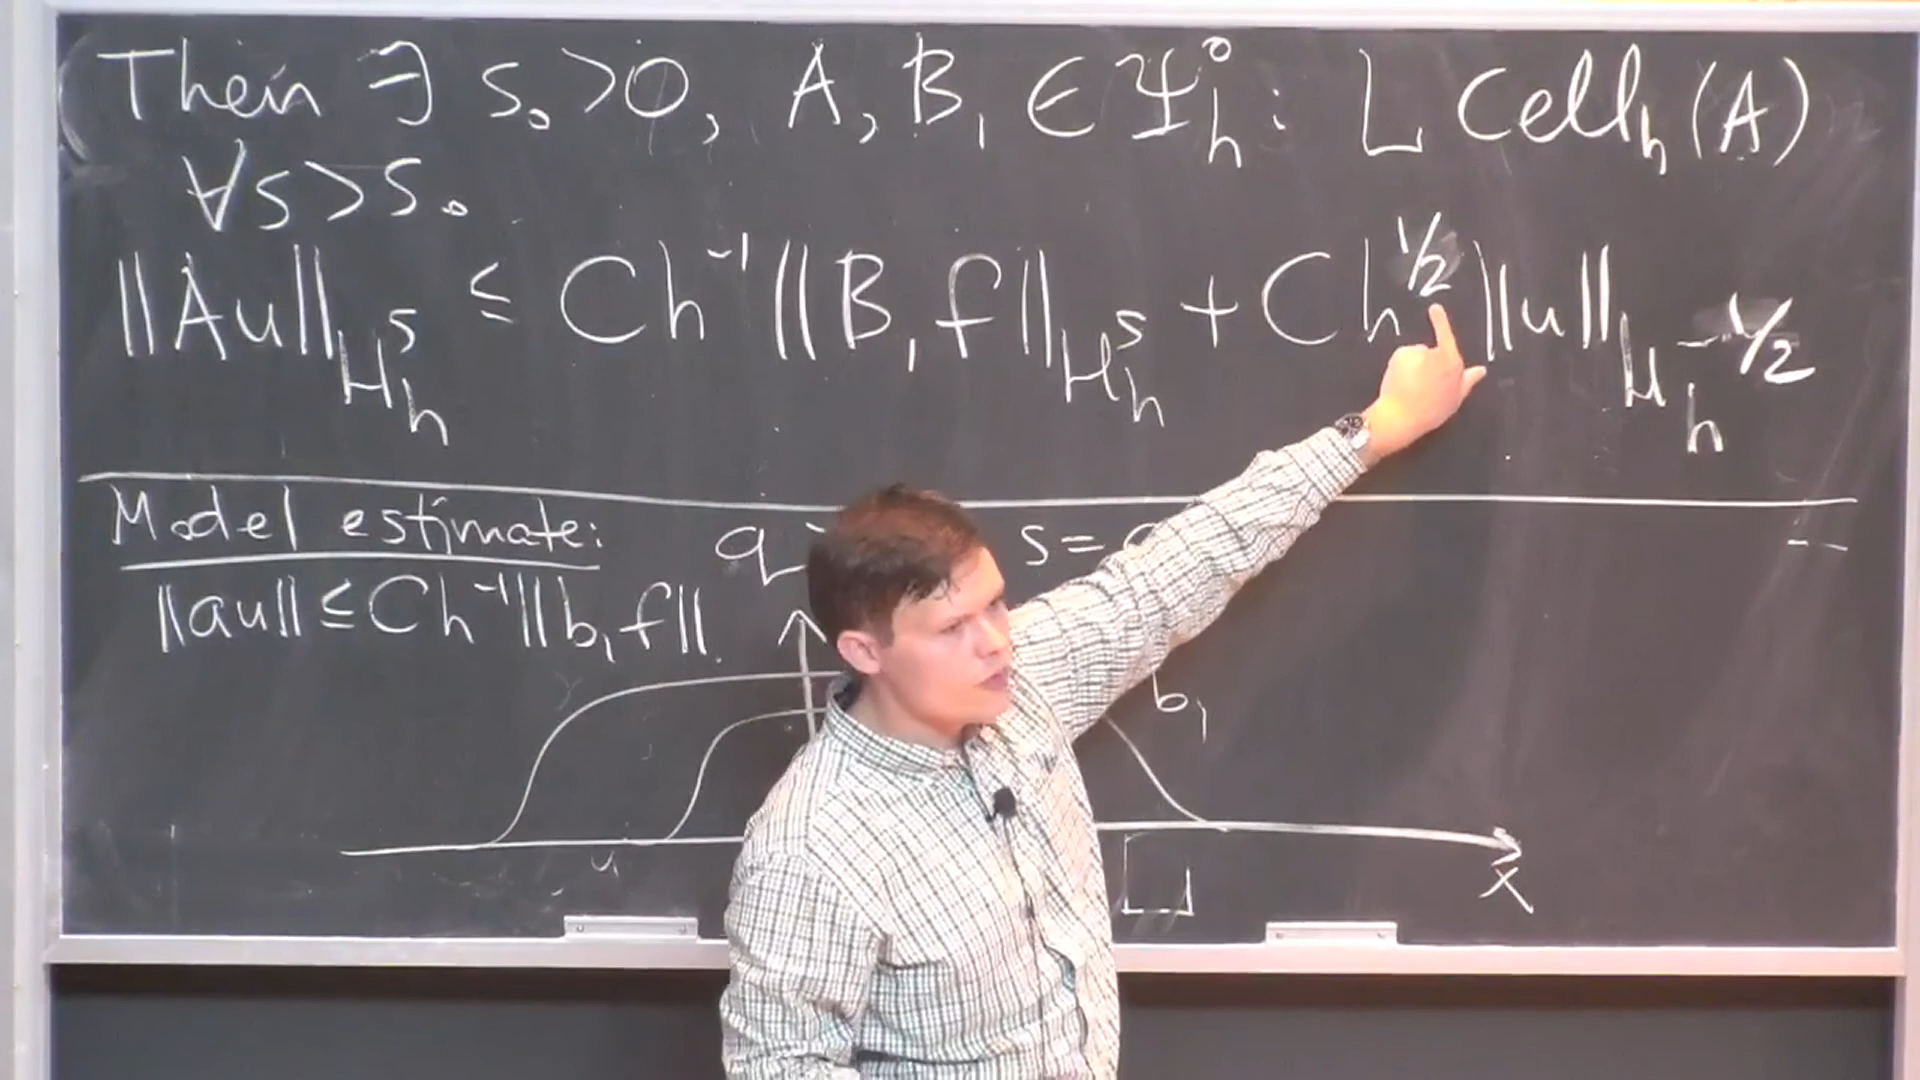 Then ∃ s₀ > 0, A, B₁ ∈ Ψ_h^0 : L ⊂ ell_h(A)
∀s > s₀
||Au||_{H_h^s} ≤ Ch^{-1} ||B₁f||_{H_h^s} + Ch^{1/2} ||u||_{H_h^{-1/2}}
Model estimate: q s =
||au|| ≤ Ch^{-1} ||b₁f||
b₁
x